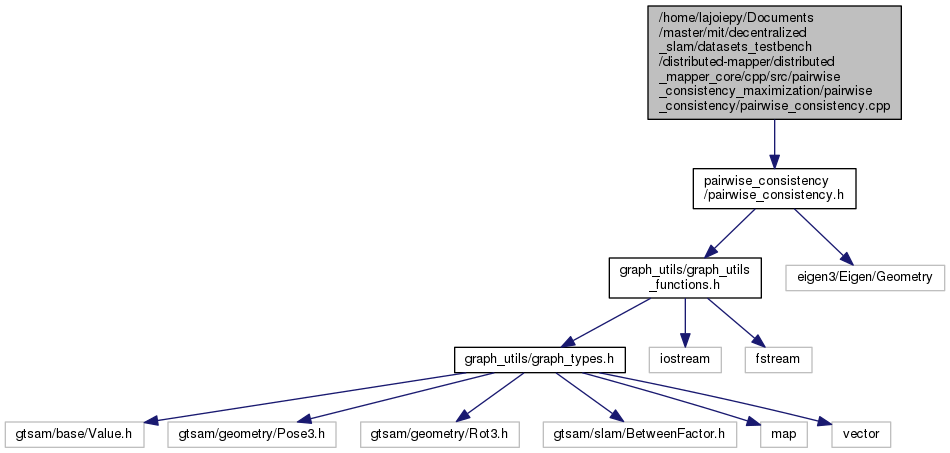 /home/lajoiepy/Documents
/master/mit/decentralized
_slam/datasets_testbench
/distributed-mapper/distributed
_mapper_core/cpp/src/pairwise
_consistency_maximization/pairwise
_consistency/pairwise_consistency.cpp
pairwise_consistency
/pairwise_consistency.h
graph_utils/graph_utils
_functions.h
eigen3/Eigen/Geometry
graph_utils/graph_types.h
iostream
fstream
gtsam/base/Value.h
gtsam/geometry/Pose3.h
gtsam/geometry/Rot3.h
gtsam/slam/BetweenFactor.h
map
vector